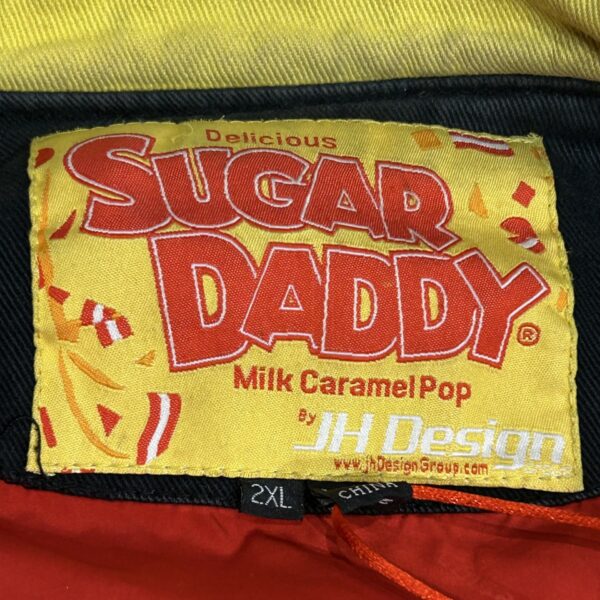 Delicious
SUGAR
DADDY®
Milk Caramel Pop
By JH Design
www.jhDesignGroup.com
2XL
CHINA